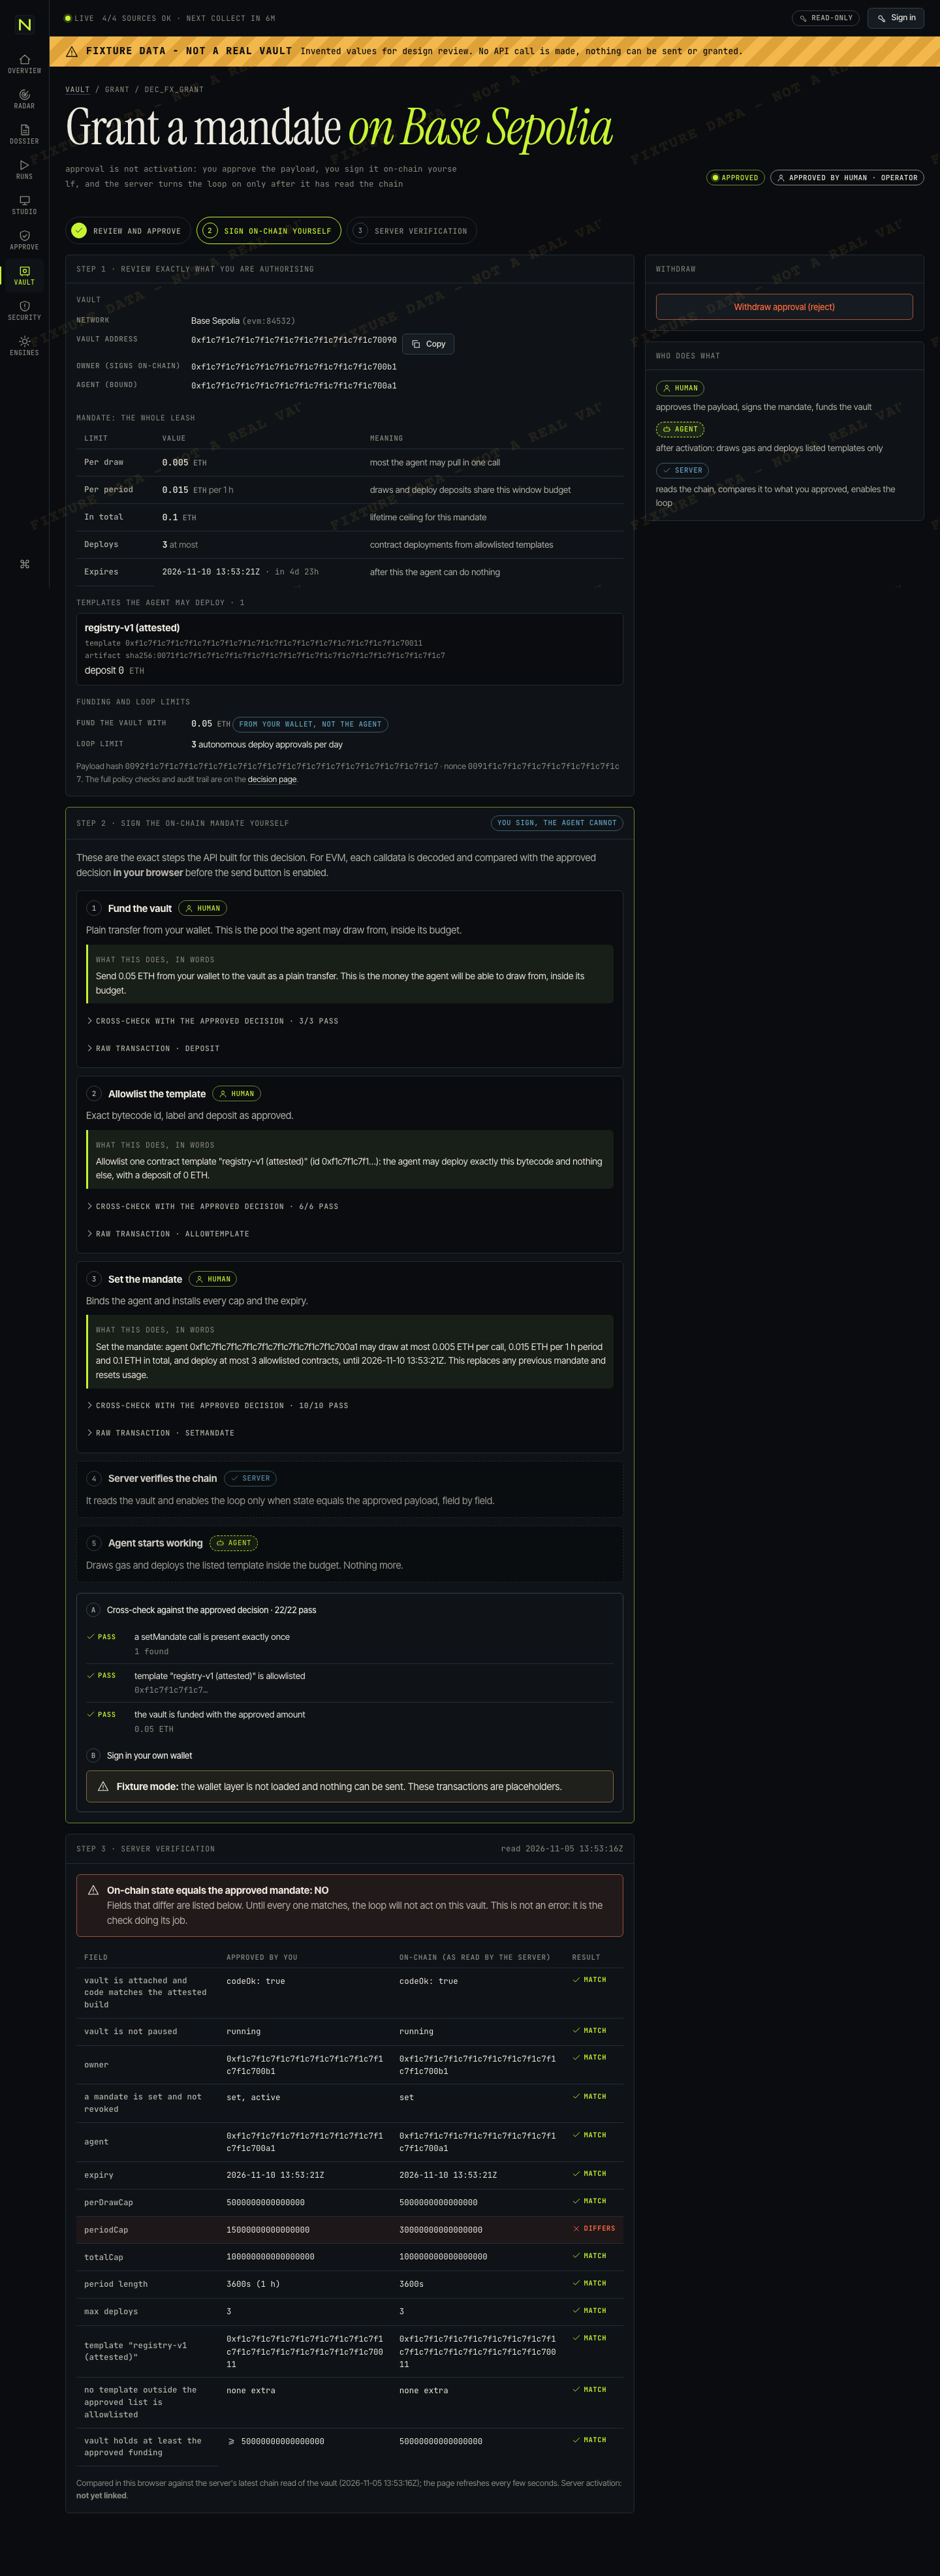 LIVE 4/4 SOURCES OK · NEXT COLLECT IN 6M
READ-ONLY
Sign in
OVERVIEW
RADAR
DOSSIER
RUNS
STUDIO
APPROVE
VAULT
SECURITY
ENGINES
FIXTURE DATA - NOT A REAL VAULT Invented values for design review. No API call is made, nothing can be sent or granted.
VAULT / GRANT / DEC_FX_GRANT
Grant a mandate on Base Sepolia
approval is not activation: you approve the payload, you sign it on-chain yourse
lf, and the server turns the loop on only after it has read the chain
APPROVED
APPROVED BY HUMAN · OPERATOR
REVIEW AND APPROVE
2 SIGN ON-CHAIN YOURSELF
3 SERVER VERIFICATION
STEP 1 · REVIEW EXACTLY WHAT YOU ARE AUTHORISING
VAULT
NETWORK Base Sepolia (evm:84532)
VAULT ADDRESS 0xf1c7f1c7f1c7f1c7f1c7f1c7f1c7f1c7f1c70090 Copy
OWNER (SIGNS ON-CHAIN) 0xf1c7f1c7f1c7f1c7f1c7f1c7f1c7f1c7f1c700b1
AGENT (BOUND) 0xf1c7f1c7f1c7f1c7f1c7f1c7f1c7f1c7f1c700a1
MANDATE: THE WHOLE LEASH
LIMIT VALUE MEANING
Per draw 0.005 ETH most the agent may pull in one call
Per period 0.015 ETH per 1 h draws and deploy deposits share this window budget
In total 0.1 ETH lifetime ceiling for this mandate
Deploys 3 at most contract deployments from allowlisted templates
Expires 2026-11-10 13:53:21Z · in 4d 23h after this the agent can do nothing
TEMPLATES THE AGENT MAY DEPLOY · 1
registry-v1 (attested)
template 0xf1c7f1c7f1c7f1c7f1c7f1c7f1c7f1c7f1c7f1c7f1c7f1c7f1c7f1c7f1c70011
artifact sha256:0071f1c7f1c7f1c7f1c7f1c7f1c7f1c7f1c7f1c7f1c7f1c7f1c7f1c7f1c7f1c7
deposit 0 ETH
FUNDING AND LOOP LIMITS
FUND THE VAULT WITH 0.05 ETH FROM YOUR WALLET, NOT THE AGENT
LOOP LIMIT 3 autonomous deploy approvals per day
Payload hash 0092f1c7f1c7f1c7f1c7f1c7f1c7f1c7f1c7f1c7f1c7f1c7f1c7f1c7f1c7f1c7f1c7 · nonce 0091f1c7f1c7f1c7f1c7f1c7f1c7f1c
7. The full policy checks and audit trail are on the decision page.
WITHDRAW
Withdraw approval (reject)
WHO DOES WHAT
HUMAN
approves the payload, signs the mandate, funds the vault
AGENT
after activation: draws gas and deploys listed templates only
SERVER
reads the chain, compares it to what you approved, enables the
loop
STEP 2 · SIGN THE ON-CHAIN MANDATE YOURSELF
YOU SIGN, THE AGENT CANNOT
These are the exact steps the API built for this decision. For EVM, each calldata is decoded and compared with the approved
decision in your browser before the send button is enabled.
1 Fund the vault HUMAN
Plain transfer from your wallet. This is the pool the agent may draw from, inside its budget.
WHAT THIS DOES, IN WORDS
Send 0.05 ETH from your wallet to the vault as a plain transfer. This is the money the agent will be able to draw from, inside its
budget.
CROSS-CHECK WITH THE APPROVED DECISION · 3/3 PASS
RAW TRANSACTION · DEPOSIT
2 Allowlist the template HUMAN
Exact bytecode id, label and deposit as approved.
WHAT THIS DOES, IN WORDS
Allowlist one contract template "registry-v1 (attested)" (id 0xf1c7f1c7f1...): the agent may deploy exactly this bytecode and nothing
else, with a deposit of 0 ETH.
CROSS-CHECK WITH THE APPROVED DECISION · 6/6 PASS
RAW TRANSACTION · ALLOWTEMPLATE
3 Set the mandate HUMAN
Binds the agent and installs every cap and the expiry.
WHAT THIS DOES, IN WORDS
Set the mandate: agent 0xf1c7f1c7f1c7f1c7f1c7f1c7f1c7f1c7f1c700a1 may draw at most 0.005 ETH per call, 0.015 ETH per 1 h period
and 0.1 ETH in total, and deploy at most 3 allowlisted contracts, until 2026-11-10 13:53:21Z. This replaces any previous mandate and
resets usage.
CROSS-CHECK WITH THE APPROVED DECISION · 10/10 PASS
RAW TRANSACTION · SETMANDATE
4 Server verifies the chain SERVER
It reads the vault and enables the loop only when state equals the approved payload, field by field.
5 Agent starts working AGENT
Draws gas and deploys the listed template inside the budget. Nothing more.
A Cross-check against the approved decision · 22/22 pass
PASS a setMandate call is present exactly once
1 found
PASS template "registry-v1 (attested)" is allowlisted
0xf1c7f1c7f1c7…
PASS the vault is funded with the approved amount
0.05 ETH
B Sign in your own wallet
Fixture mode: the wallet layer is not loaded and nothing can be sent. These transactions are placeholders.
STEP 3 · SERVER VERIFICATION
read 2026-11-05 13:53:16Z
On-chain state equals the approved mandate: NO
Fields that differ are listed below. Until every one matches, the loop will not act on this vault. This is not an error: it is the
check doing its job.
FIELD APPROVED BY YOU ON-CHAIN (AS READ BY THE SERVER) RESULT
vault is attached and codeOk: true codeOk: true MATCH
code matches the attested
build
vault is not paused running running MATCH
owner 0xf1c7f1c7f1c7f1c7f1c7f1c7f1c7f1 0xf1c7f1c7f1c7f1c7f1c7f1c7f1c7f1 MATCH
c7f1c700b1 c7f1c700b1
a mandate is set and not set, active set MATCH
revoked
agent 0xf1c7f1c7f1c7f1c7f1c7f1c7f1c7f1 0xf1c7f1c7f1c7f1c7f1c7f1c7f1c7f1 MATCH
c7f1c700a1 c7f1c700a1
expiry 2026-11-10 13:53:21Z 2026-11-10 13:53:21Z MATCH
perDrawCap 5000000000000000 5000000000000000 MATCH
periodCap 15000000000000000 30000000000000000 DIFFERS
totalCap 100000000000000000 100000000000000000 MATCH
period length 3600s (1 h) 3600s MATCH
max deploys 3 3 MATCH
template "registry-v1 0xf1c7f1c7f1c7f1c7f1c7f1c7f1c7f1 0xf1c7f1c7f1c7f1c7f1c7f1c7f1c7f1 MATCH
(attested)" c7f1c7f1c7f1c7f1c7f1c7f1c7f1c700 c7f1c7f1c7f1c7f1c7f1c7f1c7f1c700
11 11
no template outside the none extra none extra MATCH
approved list is
allowlisted
vault holds at least the ⩾ 50000000000000000 50000000000000000 MATCH
approved funding
Compared in this browser against the server's latest chain read of the vault (2026-11-05 13:53:16Z); the page refreshes every few seconds. Server activation:
not yet linked.